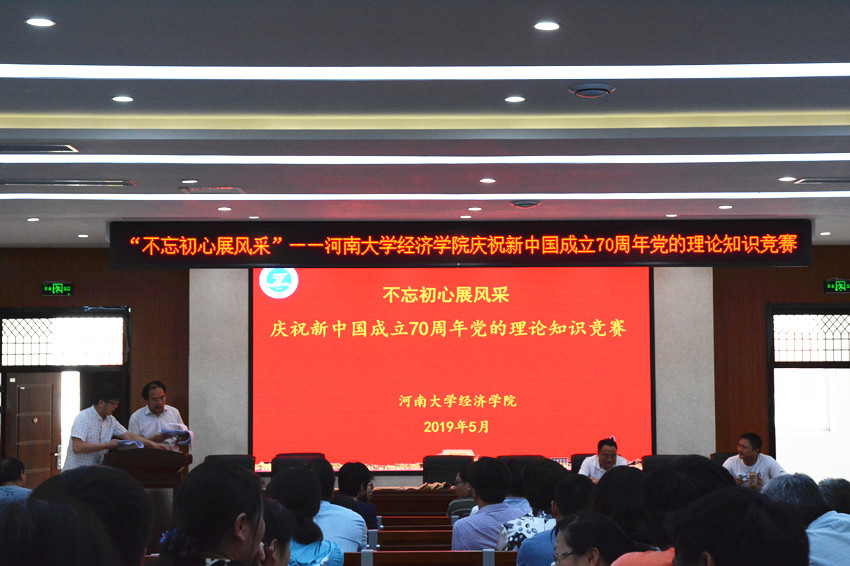 “不忘初心展风采”——河南大学经济学院庆祝新中国成立70周年党的理论知识竞赛
不忘初心展风采
庆祝新中国成立70周年党的理论知识竞赛
河南大学经济学院
2019年5月